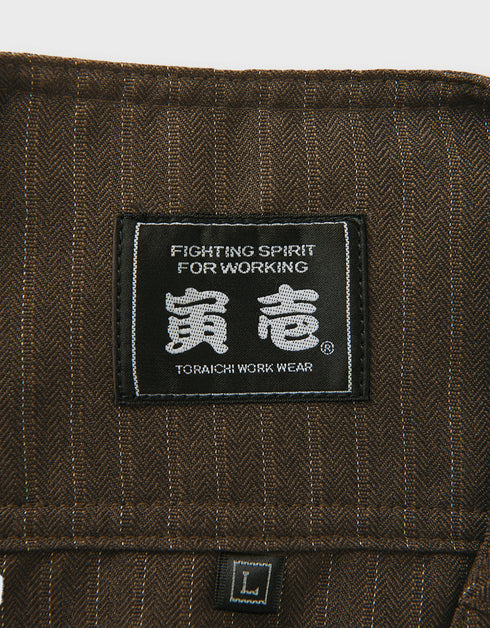 FIGHTING SPIRIT
FOR WORKING
寅壱®
TORAICHI WORK WEAR
L